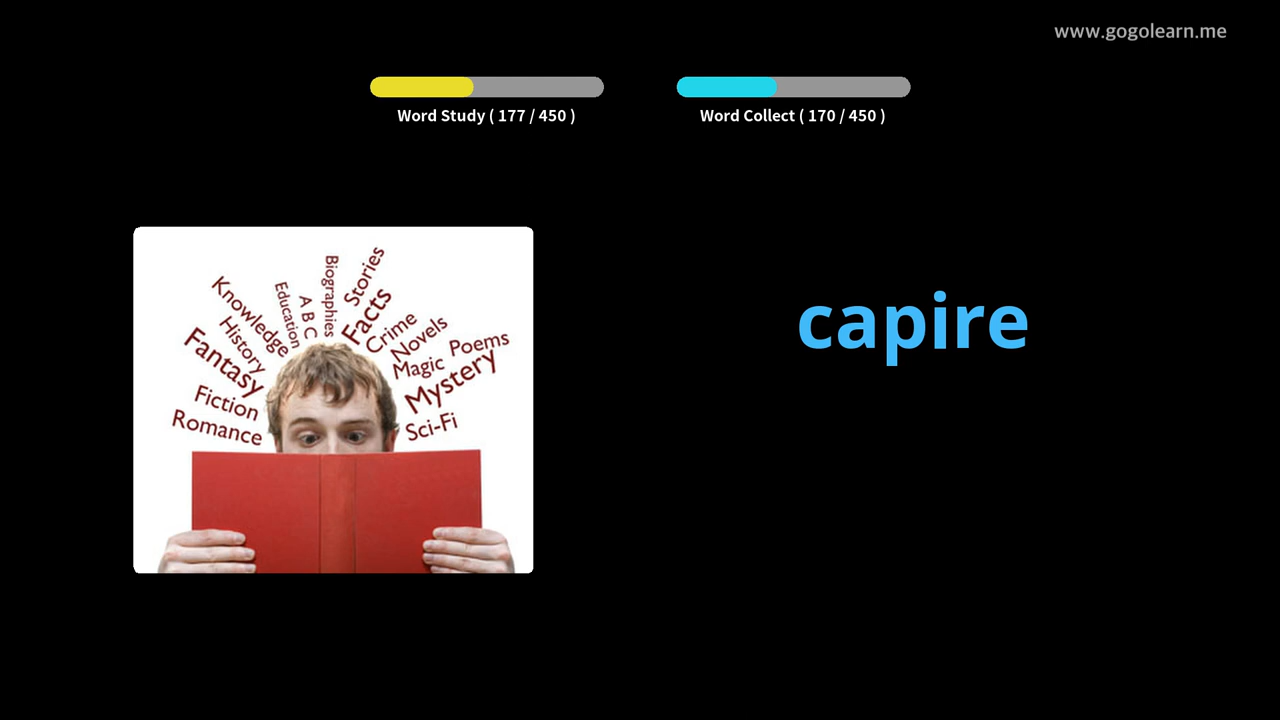 www.gogolearn.me
Word Study ( 177 / 450 )
Word Collect ( 170 / 450 )
Biographies
Stories
Education
A B C
Facts
Knowledge
Crime
History
Novels
Poems
Fantasy
Magic
Mystery
Fiction
Romance
Sci-Fi
capire